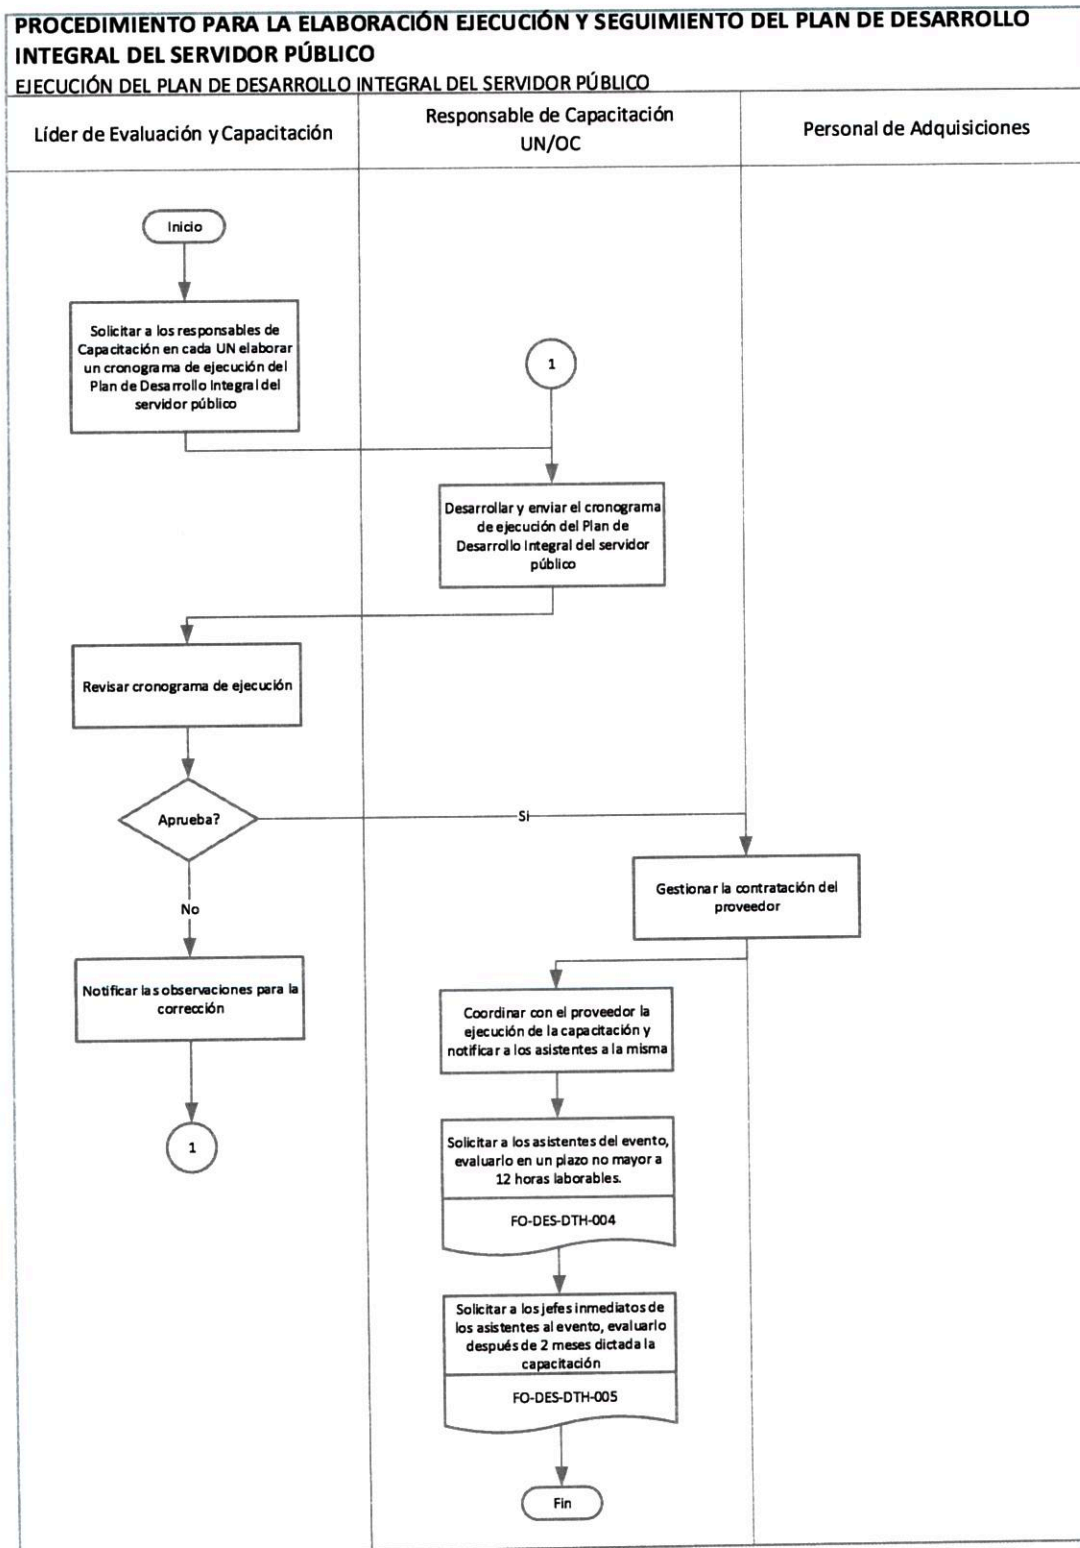 PROCEDIMIENTO PARA LA ELABORACIÓN EJECUCIÓN Y SEGUIMIENTO DEL PLAN DE DESARROLLO
INTEGRAL DEL SERVIDOR PÚBLICO
EJECUCIÓN DEL PLAN DE DESARROLLO INTEGRAL DEL SERVIDOR PÚBLICO
Líder de Evaluación y Capacitación
Responsable de Capacitación
UN/OC
Personal de Adquisiciones
Inicio
Solicitar a los responsables de
Capacitación en cada UN elaborar
un cronograma de ejecución del
Plan de Desarrollo Integral del
servidor público
1
Desarrollar y enviar el cronograma
de ejecución del Plan de
Desarrollo Integral del servidor
público
Revisar cronograma de ejecución
Aprueba?
Si
No
Gestionar la contratación del
proveedor
Notificar las observaciones para la
corrección
1
Coordinar con el proveedor la
ejecución de la capacitación y
notificar a los asistentes a la misma
Solicitar a los asistentes del evento,
evaluarlo en un plazo no mayor a
12 horas laborables.
FO-DES-DTH-004
Solicitar a los jefes inmediatos de
los asistentes al evento, evaluarlo
después de 2 meses dictada la
capacitación
FO-DES-DTH-005
Fin